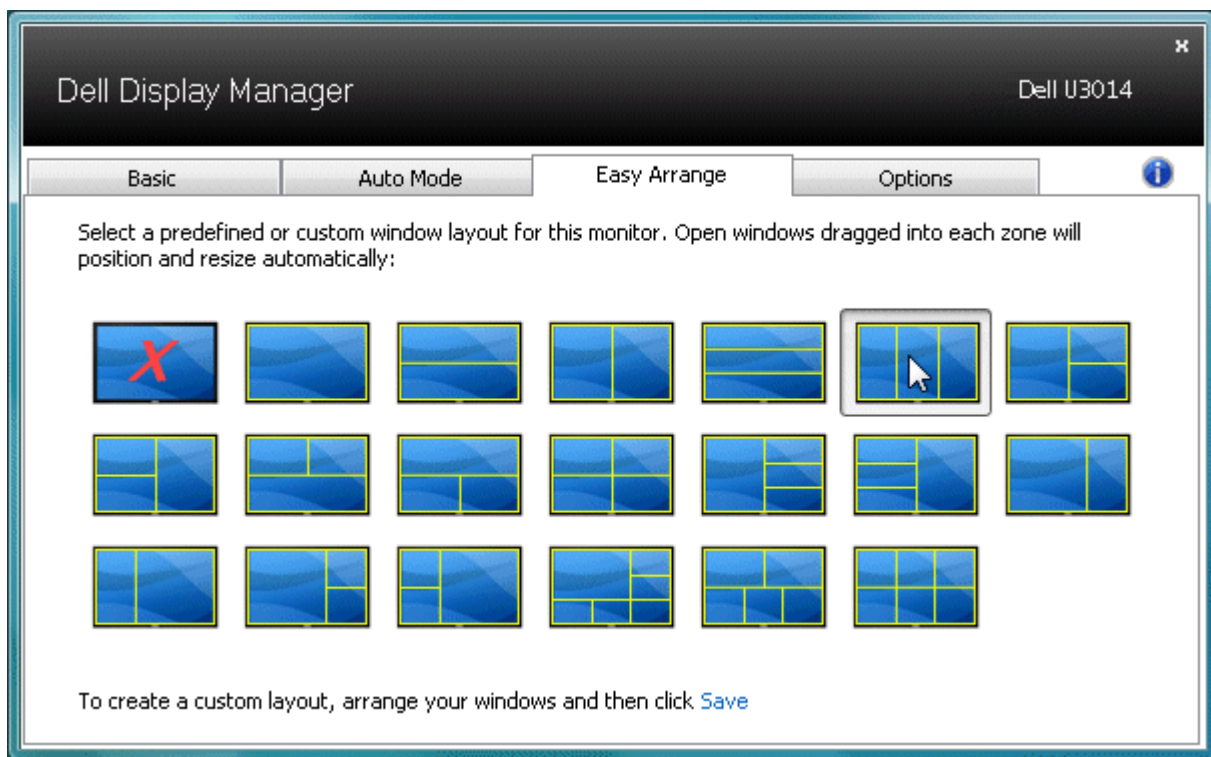 Dell Display Manager
Dell U3014
Basic
Auto Mode
Easy Arrange
Options
Select a predefined or custom window layout for this monitor. Open windows dragged into each zone will
position and resize automatically:
To create a custom layout, arrange your windows and then click Save